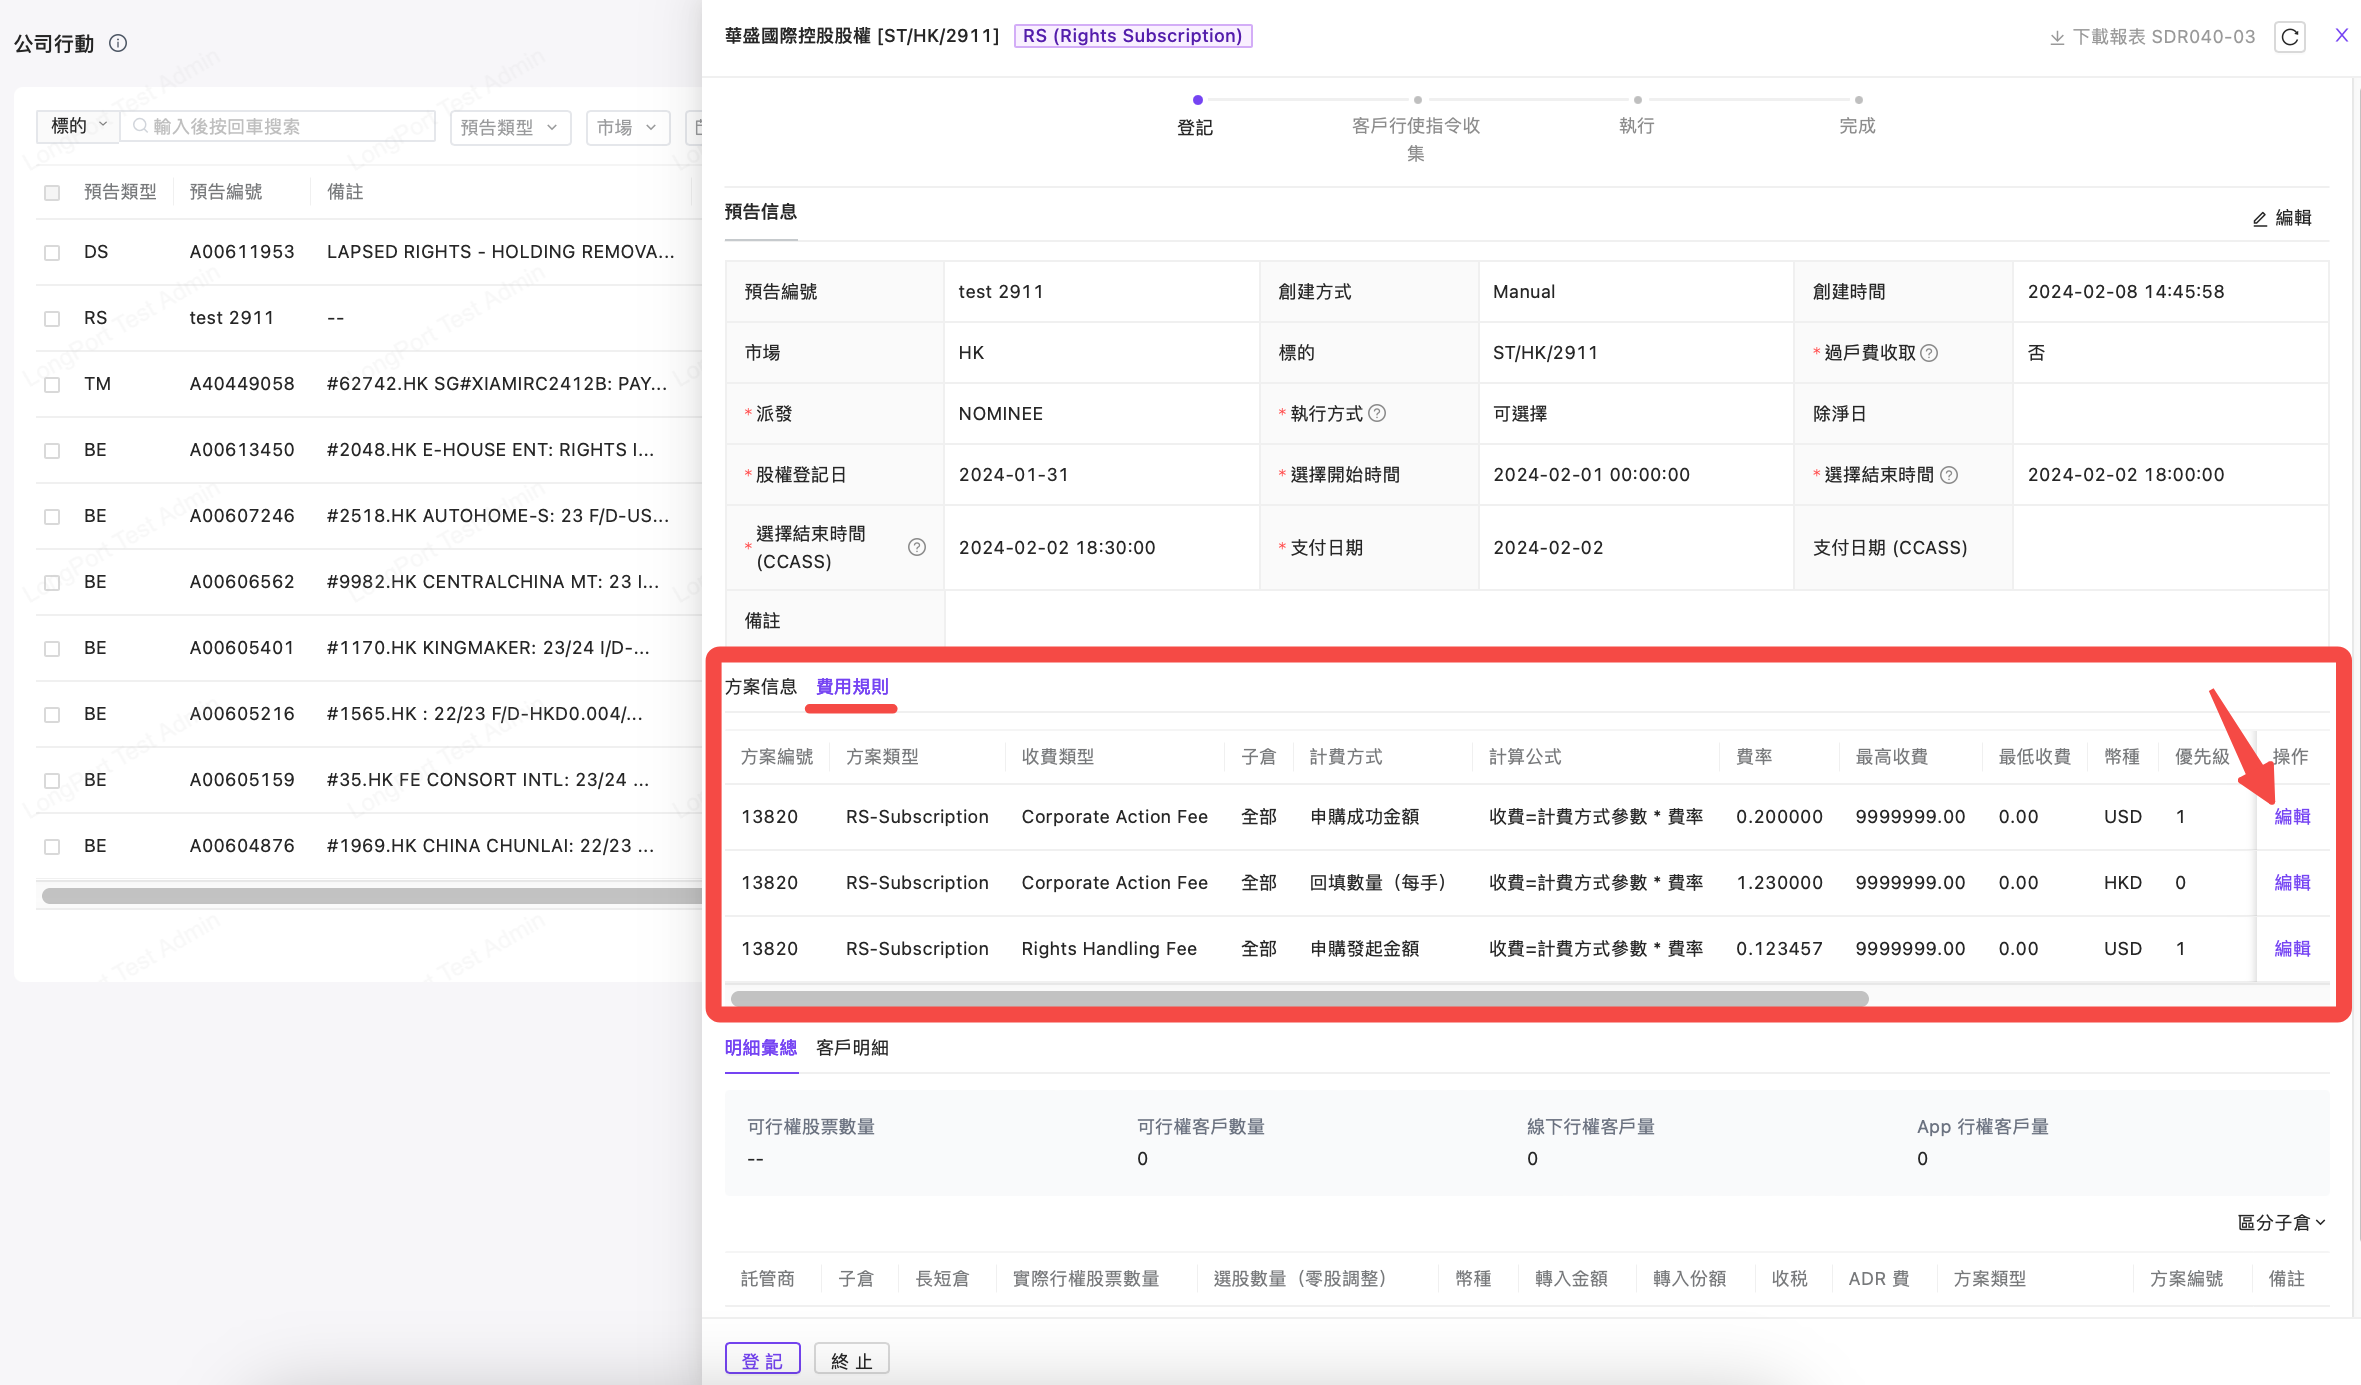 公司行動
標的 輸入後按回車搜索 預告類型 市場
預告類型 預告編號 備註
DS A00611953 LAPSED RIGHTS - HOLDING REMOVA...
RS test 2911 --
TM A40449058 #62742.HK SG#XIAMIRC2412B: PAY...
BE A00613450 #2048.HK E-HOUSE ENT: RIGHTS I...
BE A00607246 #2518.HK AUTOHOME-S: 23 F/D-US...
BE A00606562 #9982.HK CENTRALCHINA MT: 23 I...
BE A00605401 #1170.HK KINGMAKER: 23/24 I/D-...
BE A00605216 #1565.HK : 22/23 F/D-HKD0.004/...
BE A00605159 #35.HK FE CONSORT INTL: 23/24 ...
BE A00604876 #1969.HK CHINA CHUNLAI: 22/23 ...
LongPort Test Admin
華盛國際控股股權 [ST/HK/2911] RS (Rights Subscription) 下載報表 SDR040-03
登記 客戶行使指令收 執行 完成
集
預告信息 編輯
預告編號 test 2911 創建方式 Manual 創建時間 2024-02-08 14:45:58
市場 HK 標的 ST/HK/2911 * 過戶費收取 否
* 派發 NOMINEE * 執行方式 可選擇 除淨日
* 股權登記日 2024-01-31 * 選擇開始時間 2024-02-01 00:00:00 * 選擇結束時間 2024-02-02 18:00:00
* 選擇結束時間 (CCASS) 2024-02-02 18:30:00 * 支付日期 2024-02-02 支付日期 (CCASS)
備註
方案信息 費用規則
方案編號 方案類型 收費類型 子倉 計費方式 計算公式 費率 最高收費 最低收費 幣種 優先級 操作
13820 RS-Subscription Corporate Action Fee 全部 申購成功金額 收費=計費方式參數 * 費率 0.200000 9999999.00 0.00 USD 1 編輯
13820 RS-Subscription Corporate Action Fee 全部 回填數量（每手） 收費=計費方式參數 * 費率 1.230000 9999999.00 0.00 HKD 0 編輯
13820 RS-Subscription Rights Handling Fee 全部 申購發起金額 收費=計費方式參數 * 費率 0.123457 9999999.00 0.00 USD 1 編輯
明細彙總 客戶明細
可行權股票數量 可行權客戶數量 線下行權客戶量 App 行權客戶量
-- 0 0 0
區分子倉
託管商 子倉 長短倉 實際行權股票數量 選股數量（零股調整） 幣種 轉入金額 轉入份額 收税 ADR 費 方案類型 方案編號 備註
登 記 終 止